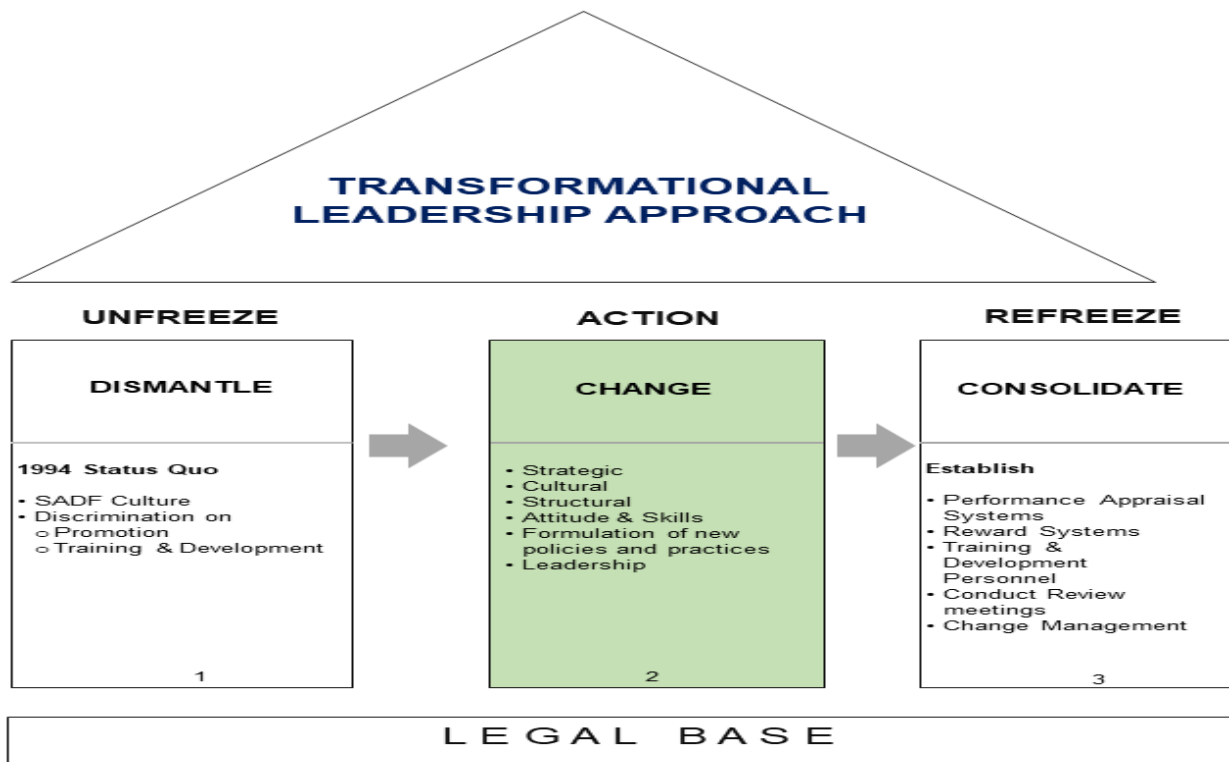 TRANSFORMATIONAL
LEADERSHIP APPROACH
UNFREEZE
DISMANTLE
1994 Status Quo
• SADF Culture
• Discrimination on
o Promotion
o Training & Development
1
ACTION
CHANGE
• Strategic
• Cultural
• Structural
• Attitude & Skills
• Formulation of new
policies and practices
• Leadership
2
REFREEZE
CONSOLIDATE
Establish
• Performance Appraisal
Systems
• Reward Systems
• Training &
Development
Personnel
• Conduct Review
meetings
• Change Management
3
LEGAL BASE